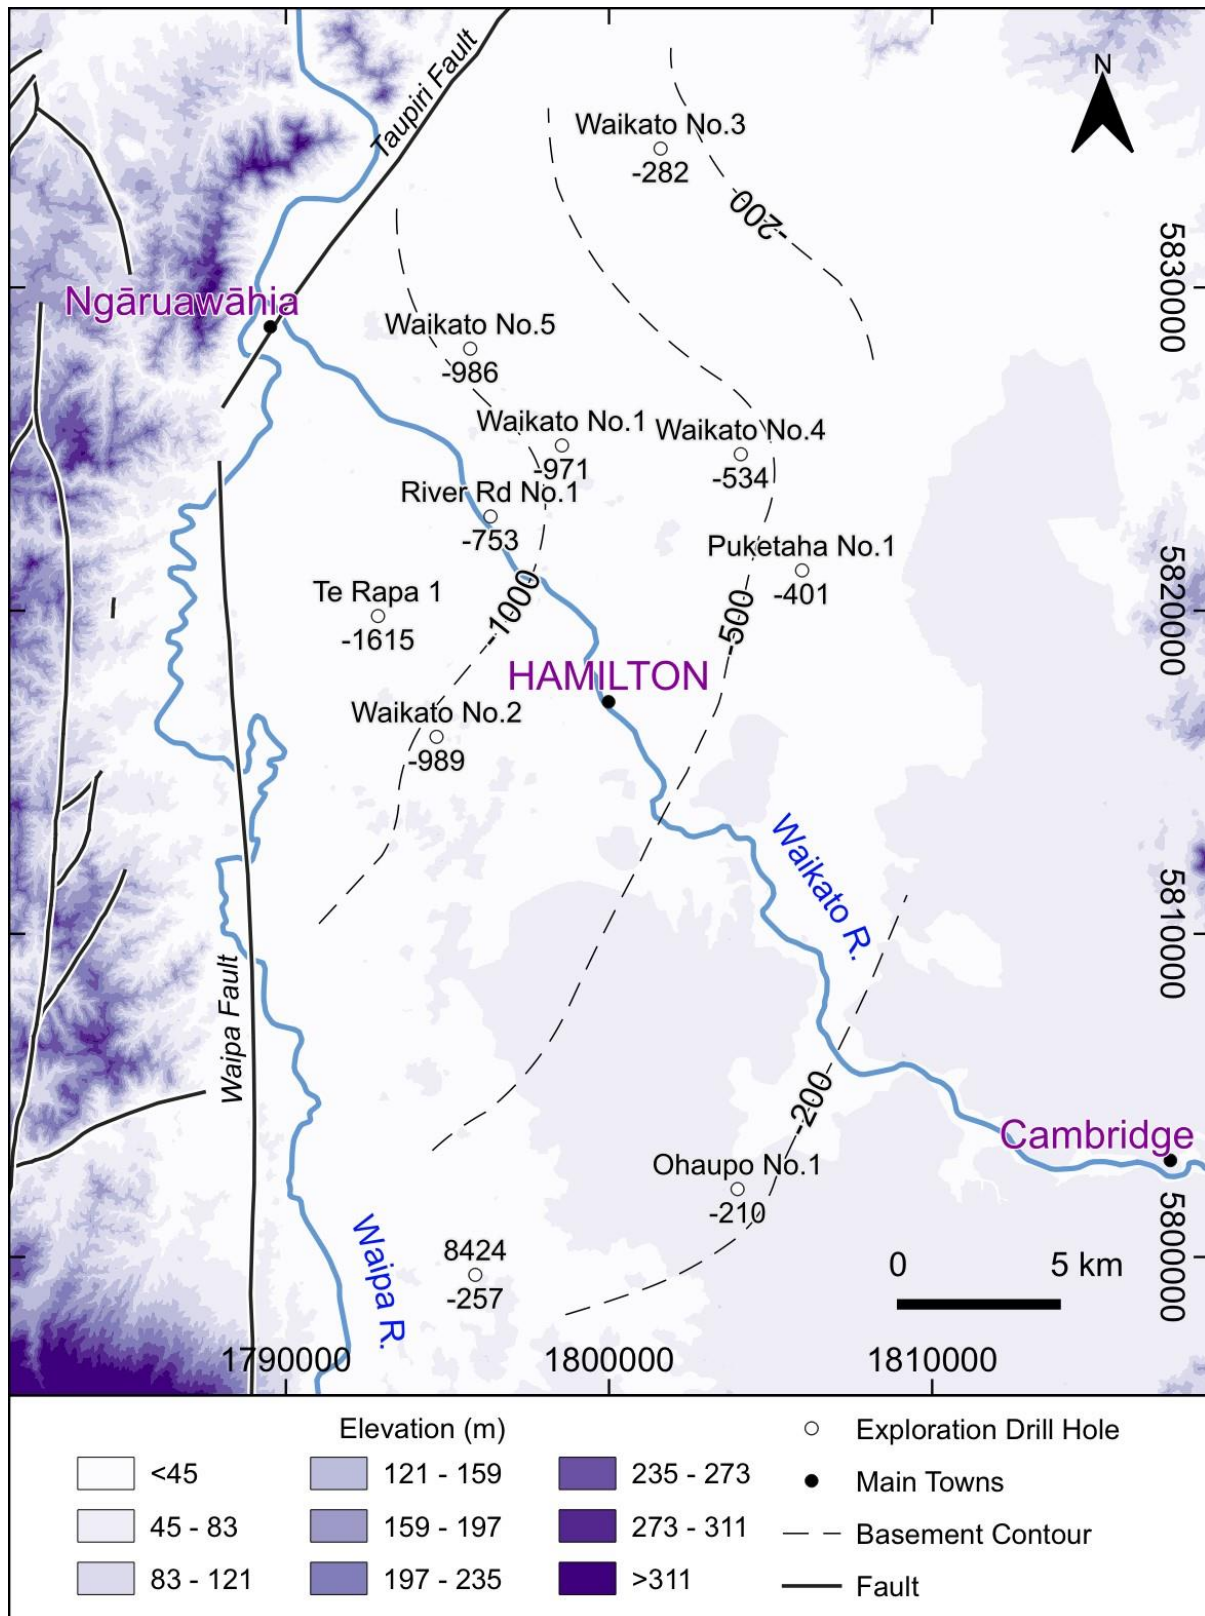 N
Taupiri Fault
Waikato No.3
-282
-200
5830000
Ngāruawāhia
Waikato No.5
-986
Waikato No.1
-971
Waikato No.4
-534
River Rd No.1
-753
Puketaha No.1
-401
Te Rapa 1
-1615
-1000
-500
5820000
HAMILTON
Waikato No.2
-989
Waikato R.
5810000
Waipa Fault
-200
Cambridge
Ohaupo No.1
-210
8424
-257
Waipa R.
0 5 km
5800000
1790000 1800000 1810000
Elevation (m)
<45
45 - 83
83 - 121
121 - 159
159 - 197
197 - 235
235 - 273
273 - 311
>311
Exploration Drill Hole
Main Towns
Basement Contour
Fault